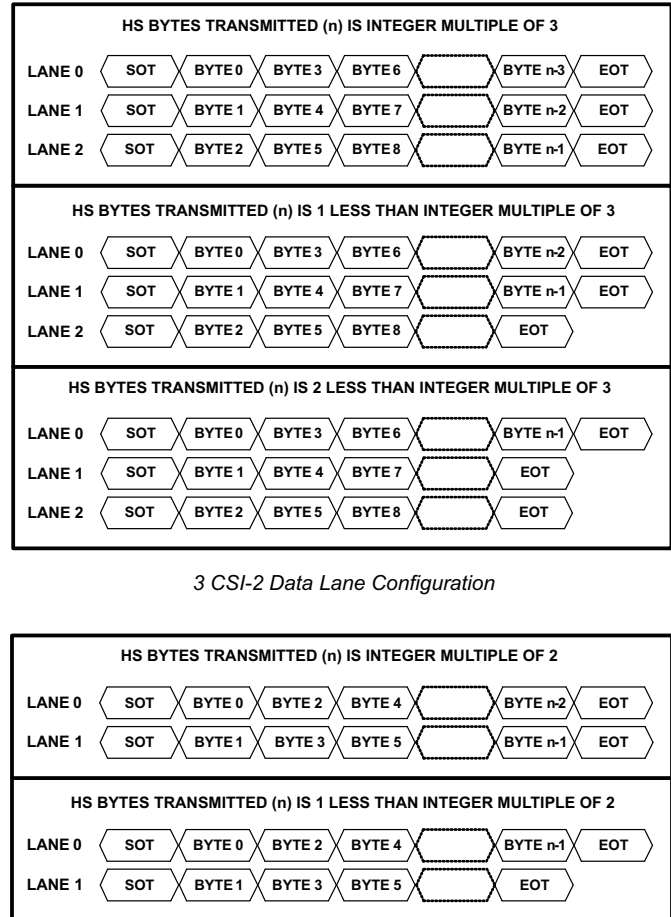 HS BYTES TRANSMITTED (n) IS INTEGER MULTIPLE OF 3
LANE 0 SOT BYTE 0 BYTE 3 BYTE 6 BYTE n-3 EOT
LANE 1 SOT BYTE 1 BYTE 4 BYTE 7 BYTE n-2 EOT
LANE 2 SOT BYTE 2 BYTE 5 BYTE 8 BYTE n-1 EOT
HS BYTES TRANSMITTED (n) IS 1 LESS THAN INTEGER MULTIPLE OF 3
LANE 0 SOT BYTE 0 BYTE 3 BYTE 6 BYTE n-2 EOT
LANE 1 SOT BYTE 1 BYTE 4 BYTE 7 BYTE n-1 EOT
LANE 2 SOT BYTE 2 BYTE 5 BYTE 8 EOT
HS BYTES TRANSMITTED (n) IS 2 LESS THAN INTEGER MULTIPLE OF 3
LANE 0 SOT BYTE 0 BYTE 3 BYTE 6 BYTE n-1 EOT
LANE 1 SOT BYTE 1 BYTE 4 BYTE 7 EOT
LANE 2 SOT BYTE 2 BYTE 5 BYTE 8 EOT
3 CSI-2 Data Lane Configuration
HS BYTES TRANSMITTED (n) IS INTEGER MULTIPLE OF 2
LANE 0 SOT BYTE 0 BYTE 2 BYTE 4 BYTE n-2 EOT
LANE 1 SOT BYTE 1 BYTE 3 BYTE 5 BYTE n-1 EOT
HS BYTES TRANSMITTED (n) IS 1 LESS THAN INTEGER MULTIPLE OF 2
LANE 0 SOT BYTE 0 BYTE 2 BYTE 4 BYTE n-1 EOT
LANE 1 SOT BYTE 1 BYTE 3 BYTE 5 EOT